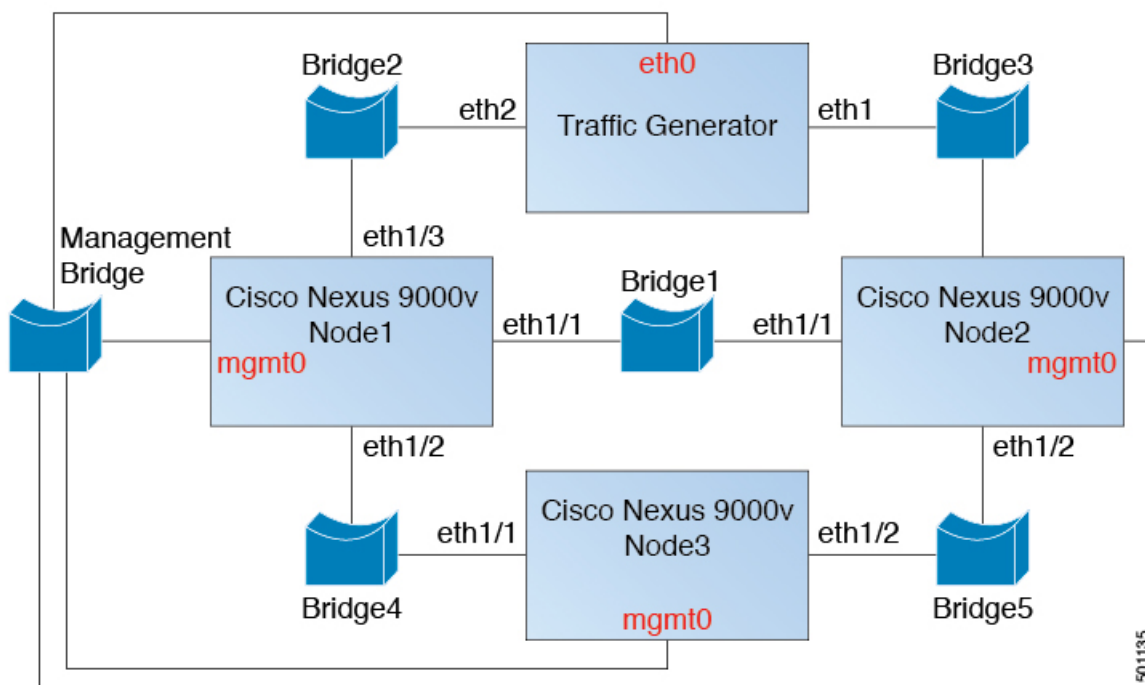 Bridge2
eth0
Bridge3
eth2
Traffic Generator
eth1
Management
Bridge
eth1/3
Cisco Nexus 9000v
Node1
mgmt0
eth1/1
Bridge1
eth1/1
Cisco Nexus 9000v
Node2
mgmt0
eth1/2
eth1/2
Cisco Nexus 9000v
Node3
mgmt0
eth1/1
eth1/2
Bridge4
Bridge5
501135